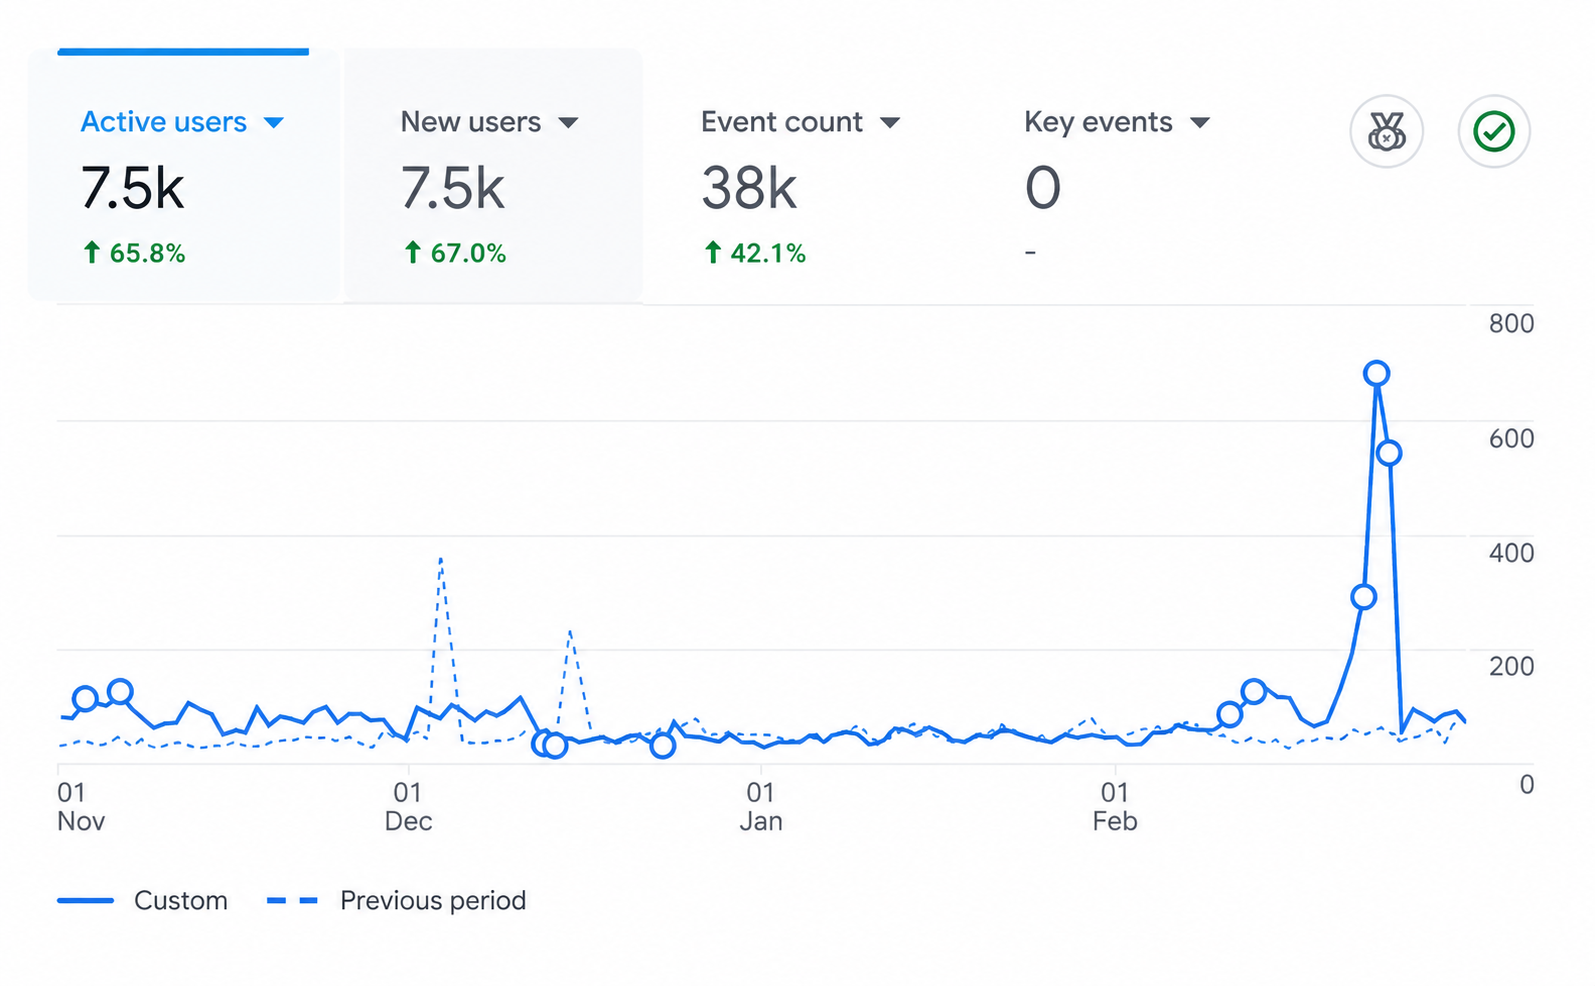 Active users
7.5k
65.8%
New users
7.5k
67.0%
Event count
38k
42.1%
Key events
0
-
800
600
400
200
0
01
Nov
01
Dec
01
Jan
01
Feb
Custom
Previous period